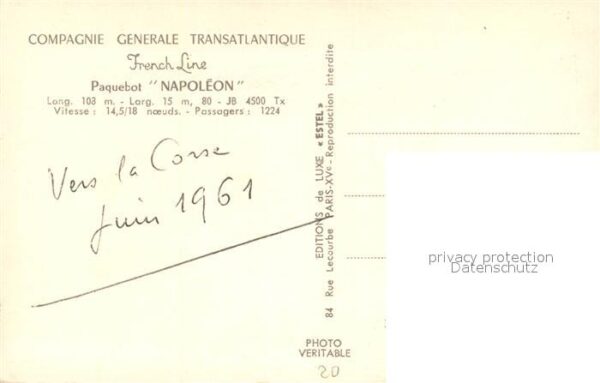 COMPAGNIE GENERALE TRANSATLANTIQUE
French Line
Paquebot "NAPOLÉON"
Long. 103 m. - Larg. 15 m, 80 - JB 4500 Tx
Vitesse : 14,5/18 nœuds. - Passagers : 1224
Vers la Corse
Juin 1961
EDITIONS de LUXE « ESTEL »
84 Rue Lecourbe PARIS-XVe - Reproduction interdite
PHOTO
VERITABLE
20
privacy protection
Datenschutz